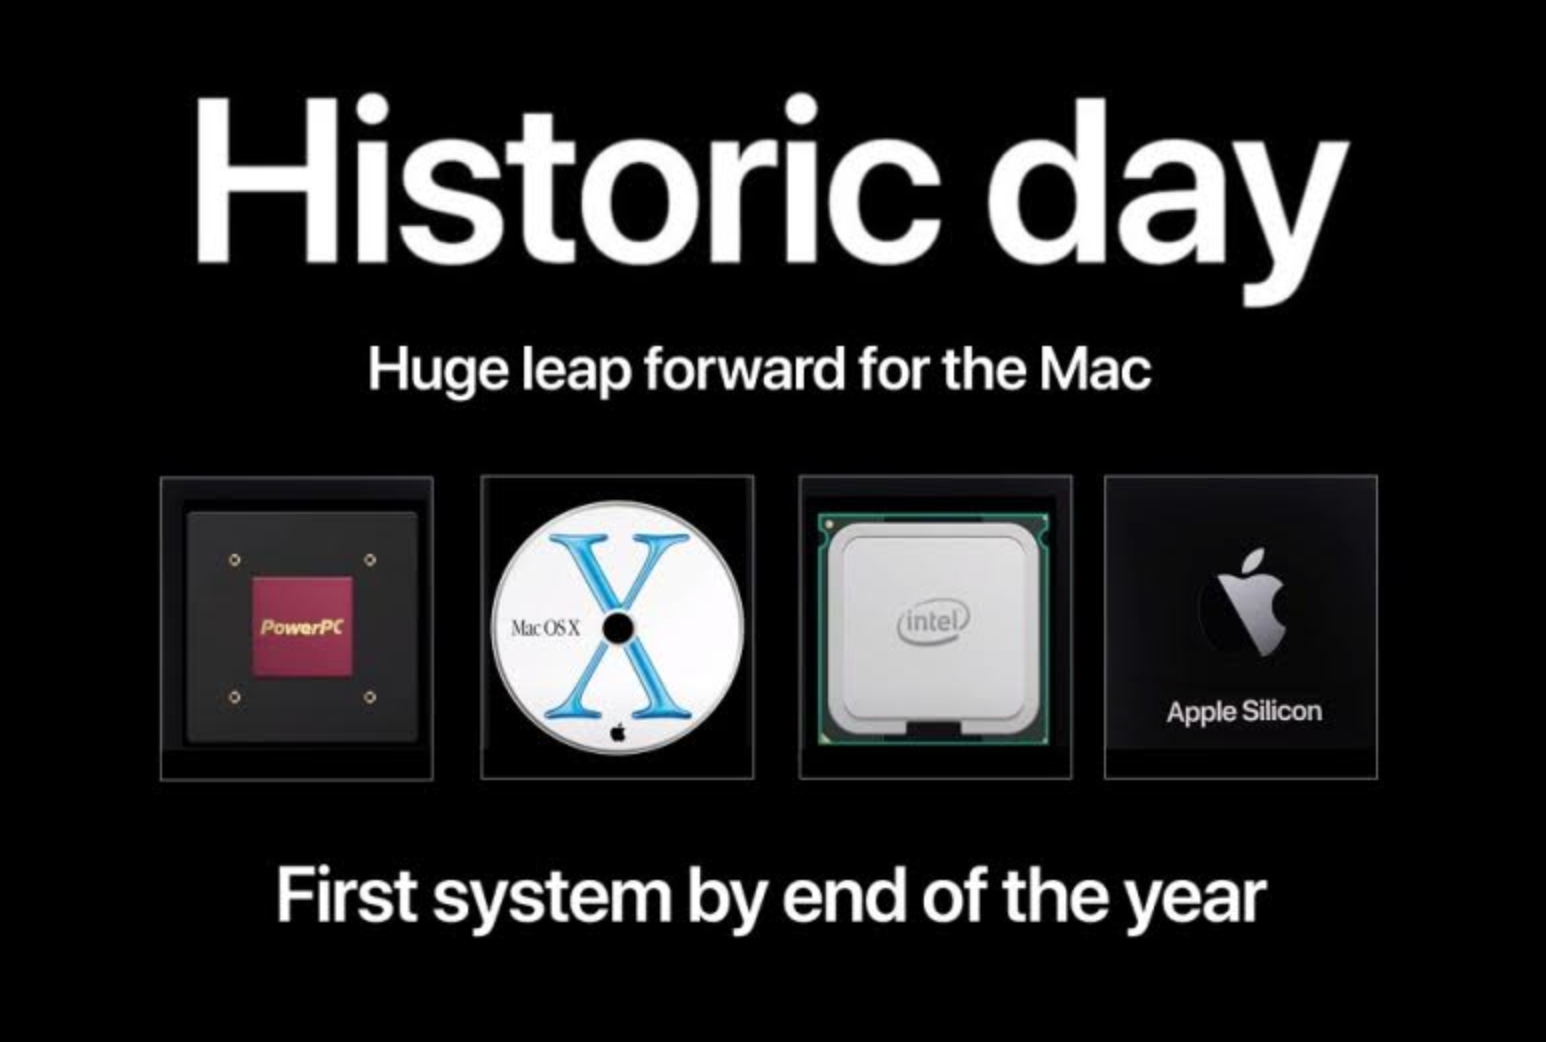 Historic day
Huge leap forward for the Mac
PowerPC
Mac OS X
intel
Apple Silicon
First system by end of the year